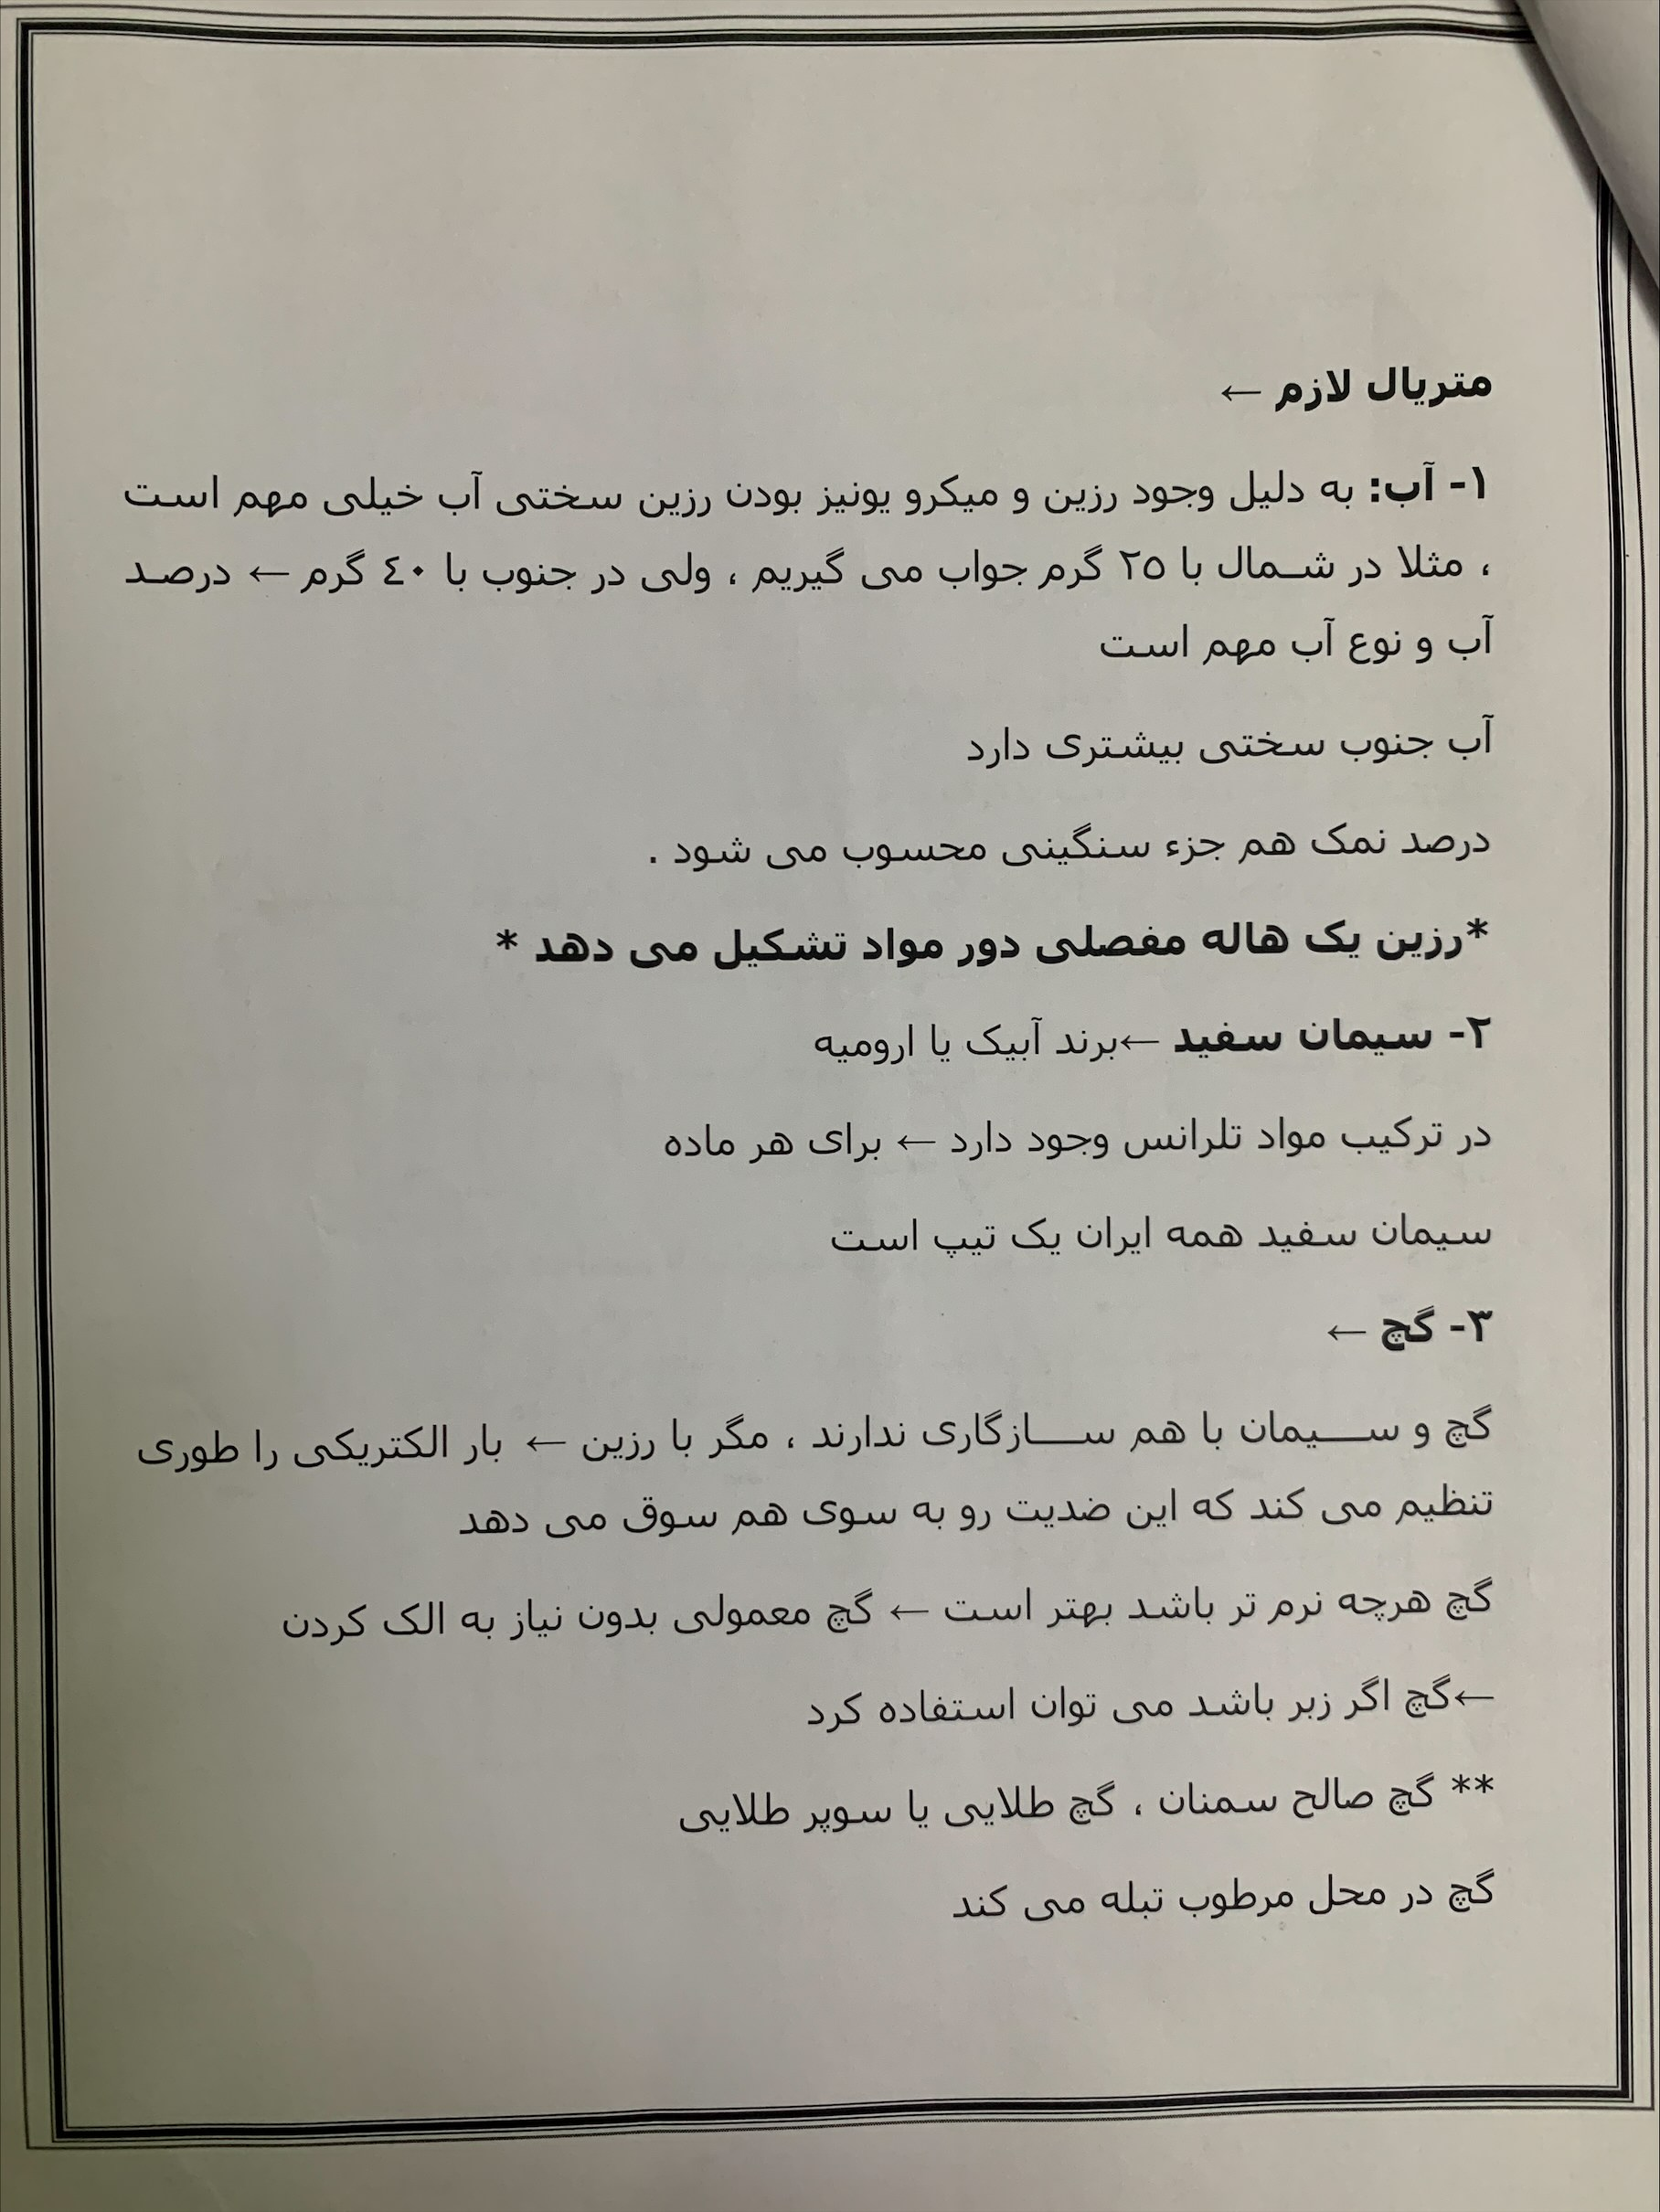 متریال لازم ←
۱- آب: به دلیل وجود رزین و میکرو یونیز بودن رزین سختی آب خیلی مهم است
، مثلا در شـمال با ۲۵ گرم جواب می گیریم ، ولی در جنوب با ٤۰ گرم ← درصد
آب و نوع آب مهم است
آب جنوب سختی بیشتری دارد
درصد نمک هم جزء سنگینی محسوب می شود .
*رزین یک هاله مفصلی دور مواد تشکیل می دهد *
۲- سیمان سفید ←برند آبیک یا ارومیه
در ترکیب مواد تلرانس وجود دارد ← برای هر ماده
سیمان سفید همه ایران یک تیپ است
۳- گچ ←
گچ و سـیمان با هم سـازگاری ندارند ، مگر با رزین ← بار الکتریکی را طوری
تنظیم می کند که این ضدیت رو به سوی هم سوق می دهد
گچ هرچه نرم تر باشد بهتر است ← گچ معمولی بدون نیاز به الک کردن
←گچ اگر زبر باشد می توان استفاده کرد
** گچ صالح سمنان ، گچ طلایی یا سوپر طلایی
گچ در محل مرطوب تبله می کند